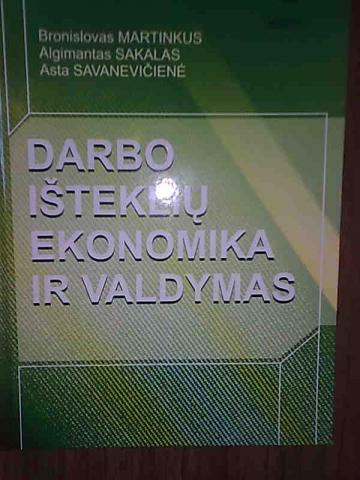 Bronislovas MARTINKUS
Algimantas SAKALAS
Asta SAVANEVIČIENĖ
DARBO
IŠTEKLIŲ
EKONOMIKA
IR VALDYMAS